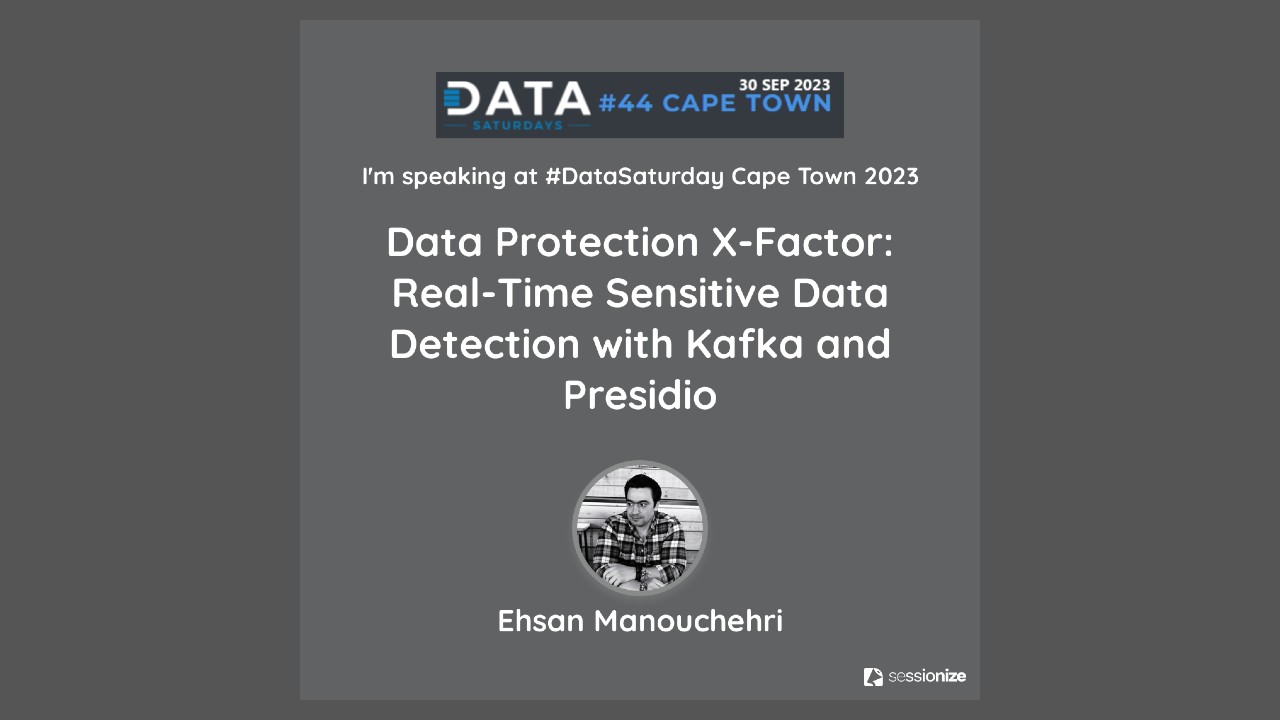 30 SEP 2023
DATA #44 CAPE TOWN
SATURDAYS
I'm speaking at #DataSaturday Cape Town 2023
Data Protection X-Factor:
Real-Time Sensitive Data
Detection with Kafka and
Presidio
Ehsan Manouchehri
sessionize